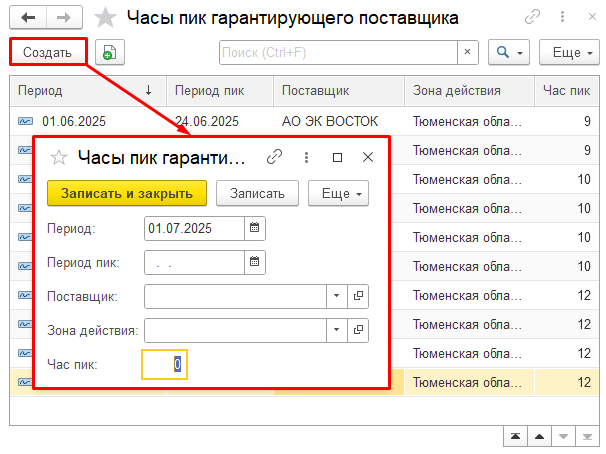 Часы пик гарантирующего поставщика
Создать
Поиск (Ctrl+F)
×
Еще
Период ↓ Период пик Поставщик Зона действия Час пик
01.06.2025 24.06.2025 АО ЭК ВОСТОК Тюменская обла... 9
Тюменская обла... 9
Тюменская обла... 10
Тюменская обла... 10
Тюменская обла... 10
Тюменская обла... 10
Тюменская обла... 12
Тюменская обла... 12
Тюменская обла... 12
Тюменская обла... 12
Часы пик гаранти...
Записать и закрыть Записать Еще
Период: 01.07.2025
Период пик: . .
Поставщик:
Зона действия:
Час пик: 0